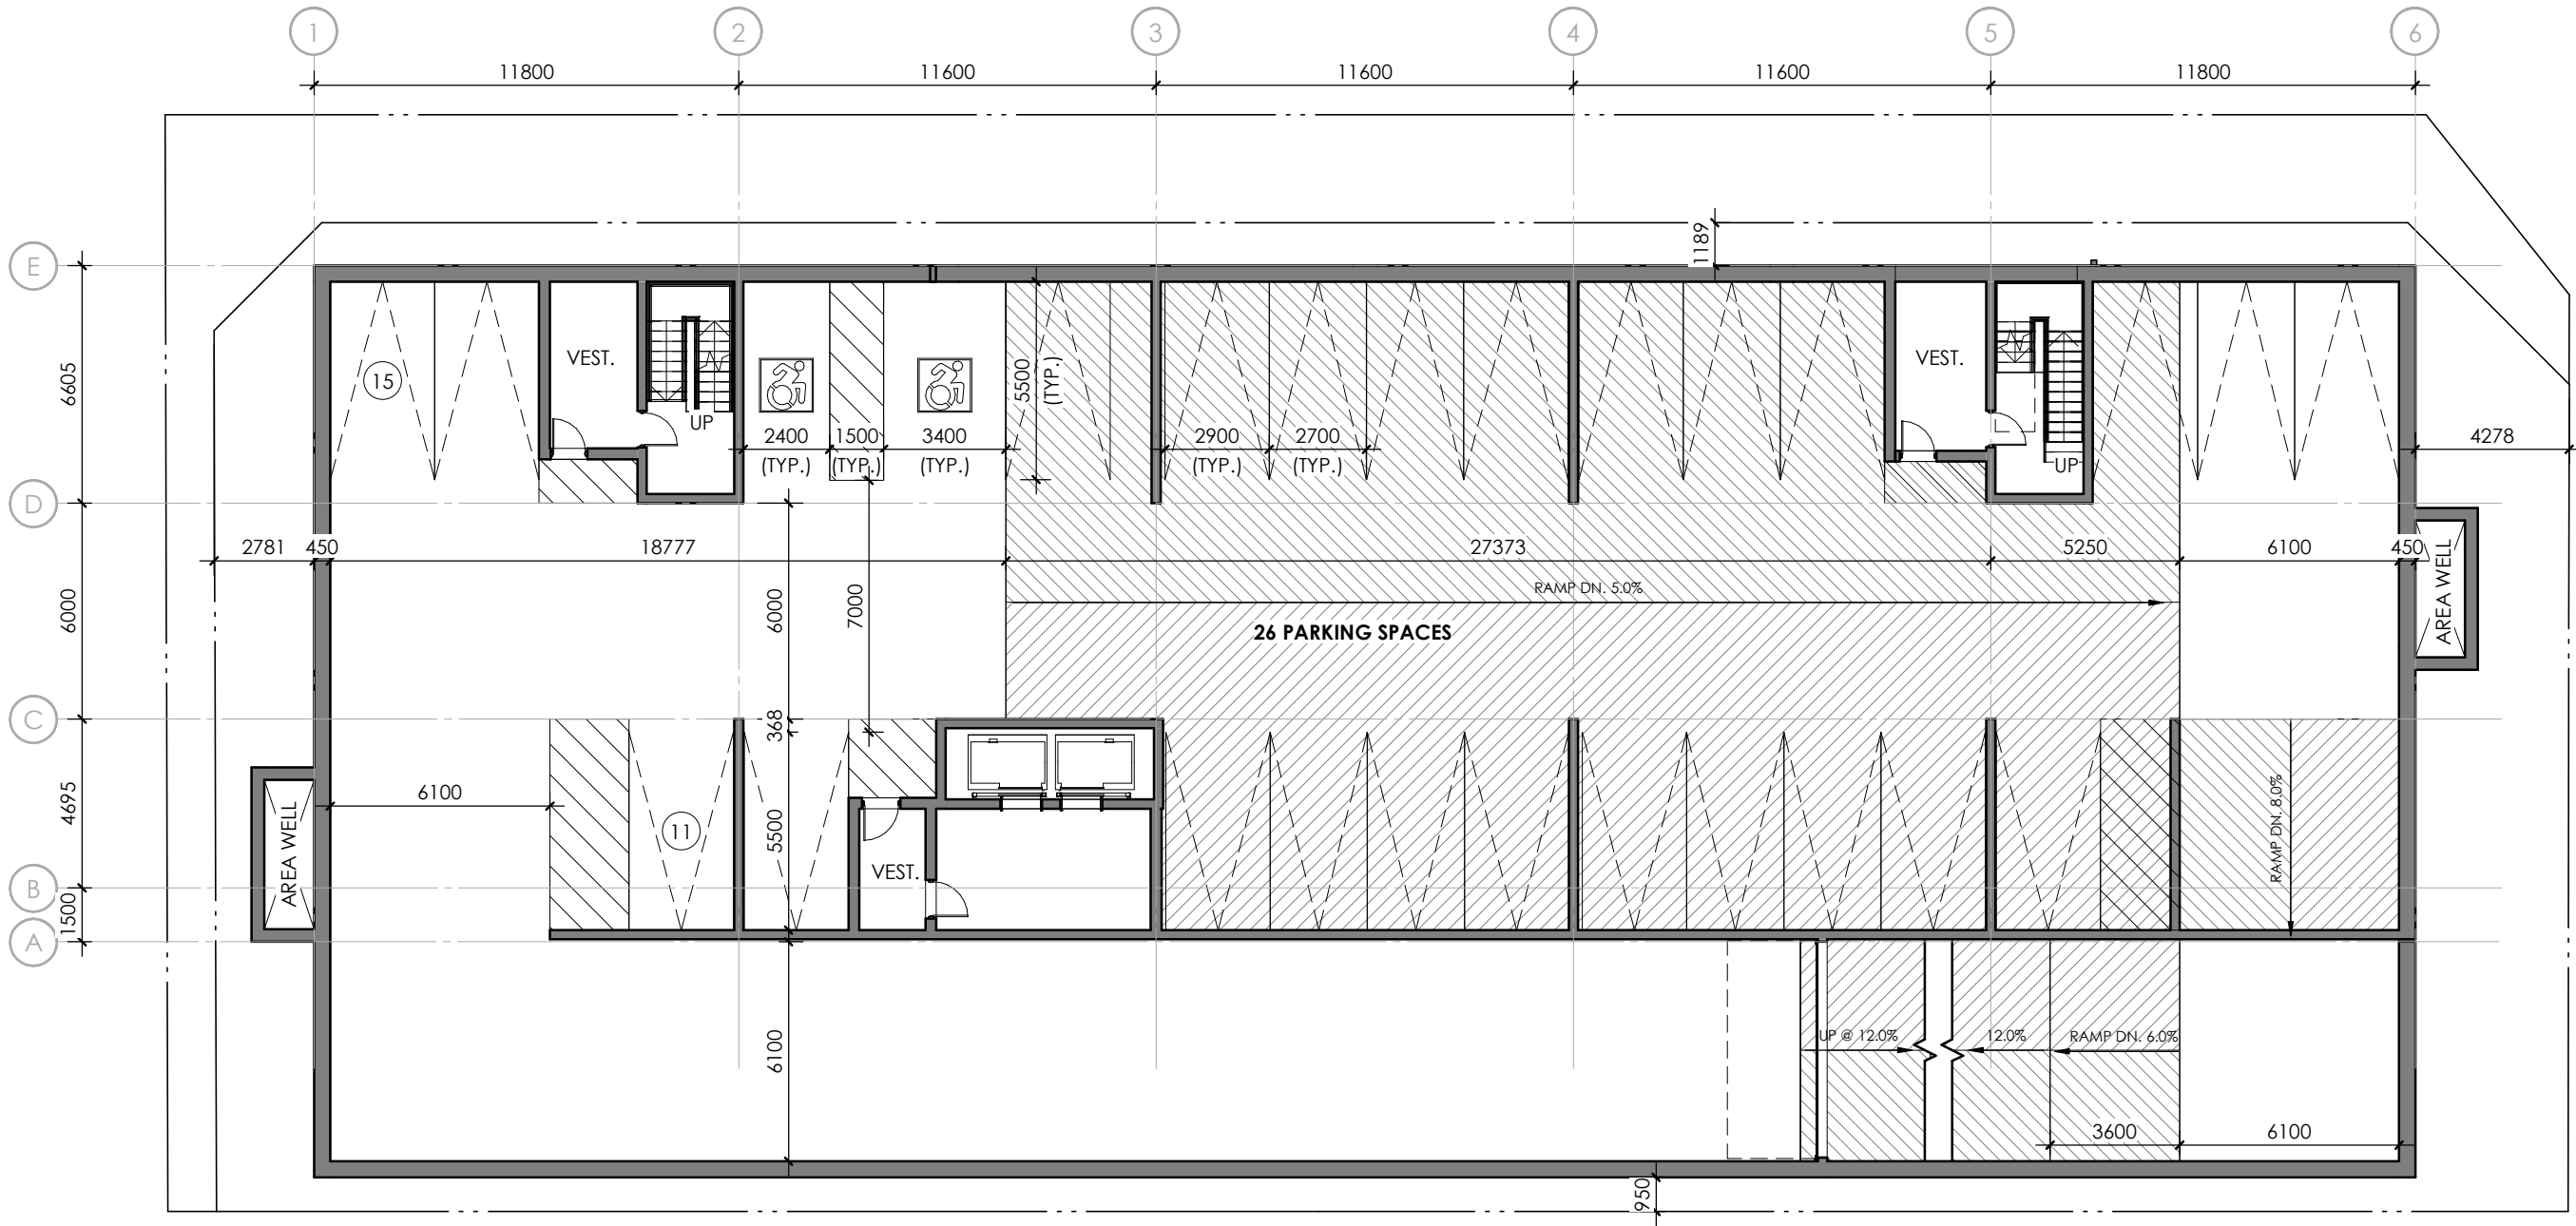 1
2
3
4
5
6
11800
11600
11600
11600
11800
1189
E
D
C
B
A
6605
6000
4695
1500
15
VEST.
UP
2400
(TYP.)
1500
(TYP.)
3400
(TYP.)
5500
(TYP.)
2900
(TYP.)
2700
(TYP.)
VEST.
UP
4278
2781
450
18777
27373
5250
6100
450
6000
7000
RAMP DN. 5.0%
26 PARKING SPACES
AREA WELL
368
6100
11
5500
VEST.
AREA WELL
RAMP DN. 8.0%
6100
UP @ 12.0%
12.0%
RAMP DN. 6.0%
3600
6100
950